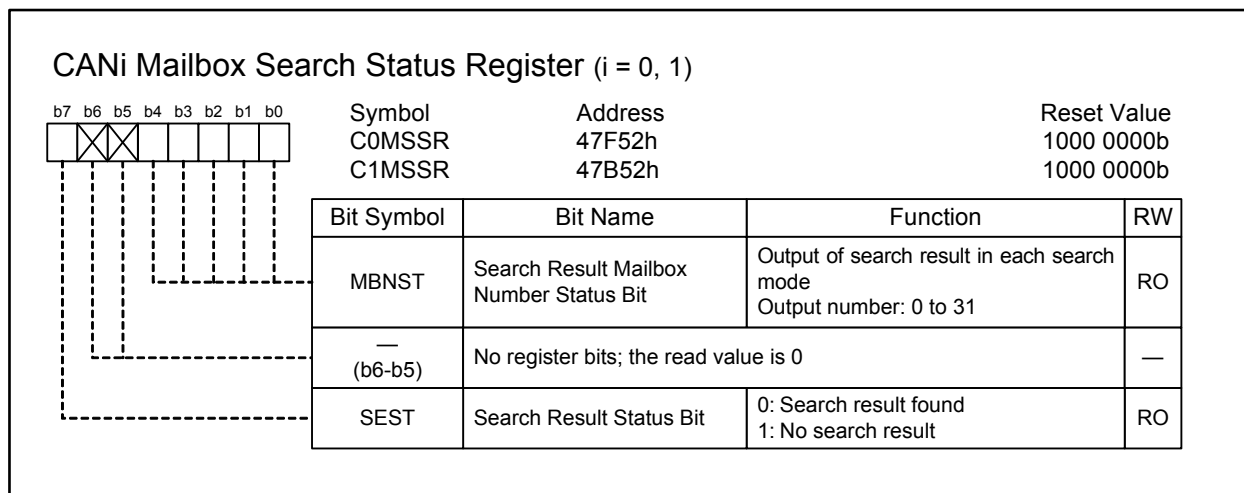 CANi Mailbox Search Status Register (i = 0, 1)
b7 b6 b5 b4 b3 b2 b1 b0
Symbol Address Reset Value
C0MSSR 47F52h 1000 0000b
C1MSSR 47B52h 1000 0000b
Bit Symbol Bit Name Function RW
MBNST Search Result Mailbox Number Status Bit Output of search result in each search mode Output number: 0 to 31 RO
— (b6-b5) No register bits; the read value is 0 —
SEST Search Result Status Bit 0: Search result found 1: No search result RO